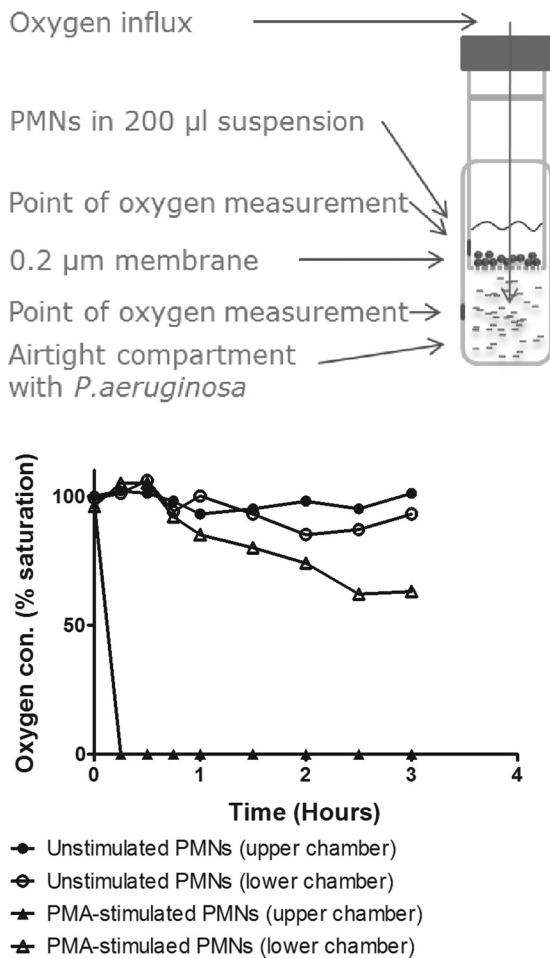 Oxygen influx
PMNs in 200 µl suspension
Point of oxygen measurement
0.2 µm membrane
Point of oxygen measurement
Airtight compartment
with P.aeruginosa
Oxygen con. (% saturation)
100
50
0
0 1 2 3 4
Time (Hours)
Unstimulated PMNs (upper chamber)
Unstimulated PMNs (lower chamber)
PMA-stimulated PMNs (upper chamber)
PMA-stimulaed PMNs (lower chamber)